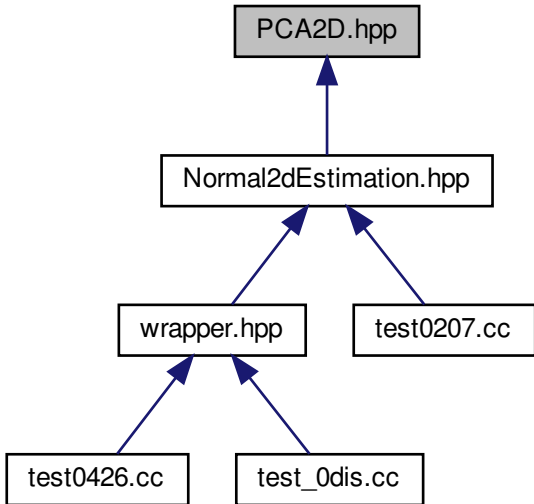 PCA2D.hpp
Normal2dEstimation.hpp
wrapper.hpp
test0207.cc
test0426.cc
test_0dis.cc